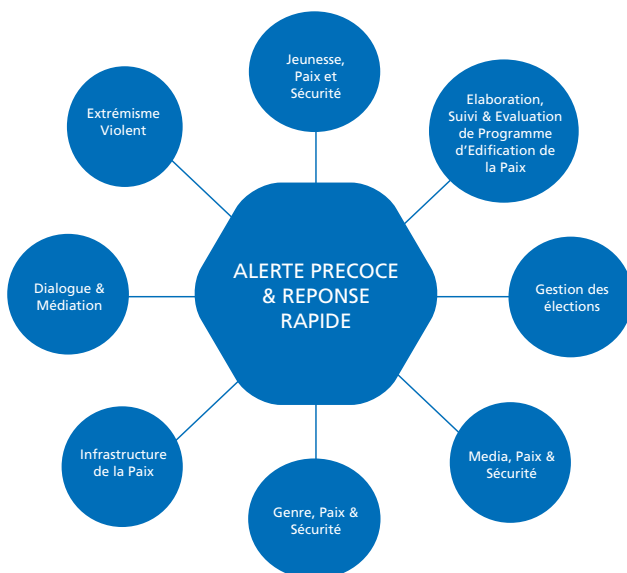 Jeunesse,
Paix et
Sécurité
Elaboration,
Suivi & Evaluation
de Programme
d'Edification de
la Paix
Extrémisme
Violent
ALERTE PRECOCE
& REPONSE
RAPIDE
Dialogue &
Médiation
Gestion des
élections
Infrastructure
de la Paix
Media, Paix &
Sécurité
Genre, Paix &
Sécurité